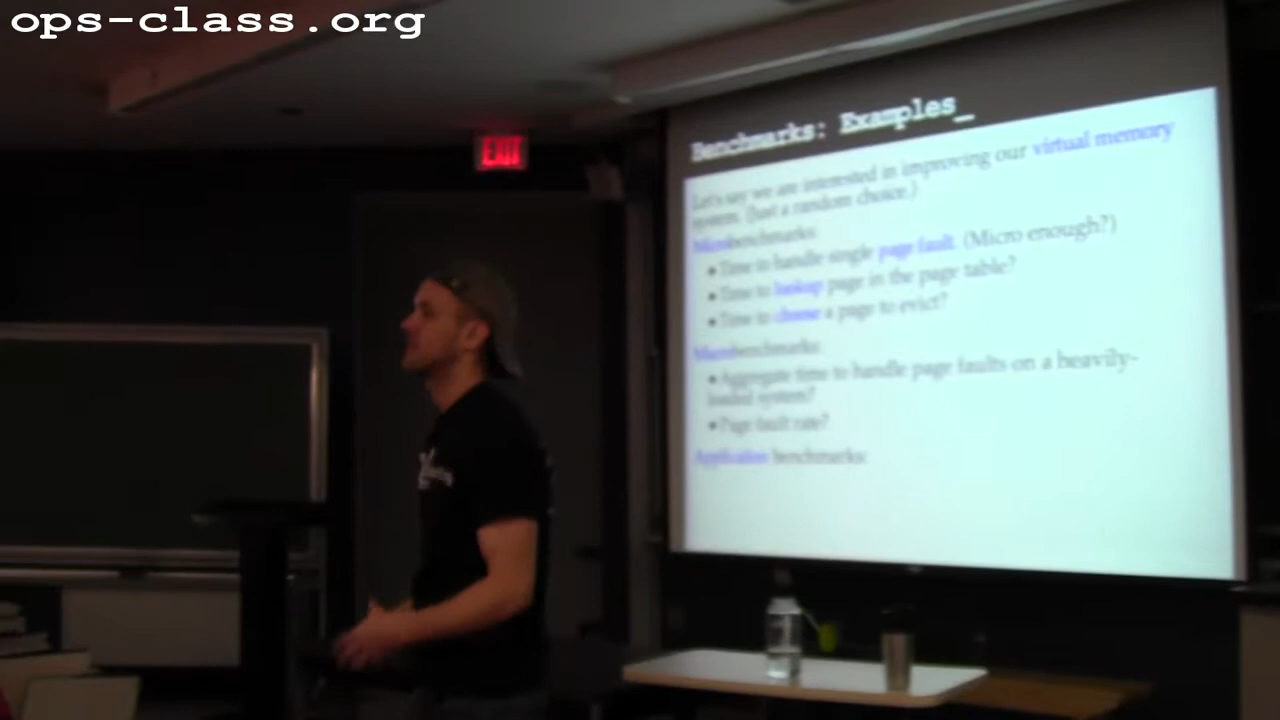 ops-class.org
EXIT
Benchmarks: Examples_
Let's say we are interested in improving our virtual memory
system. (Just a random choice.)
Microbenchmarks:
• Time to handle single page fault. (Micro enough?)
• Time to lookup page in the page table?
• Time to choose a page to evict?
Macrobenchmarks:
• Aggregate time to handle page faults on a heavily-
loaded system?
• Page fault rate?
Application benchmarks: